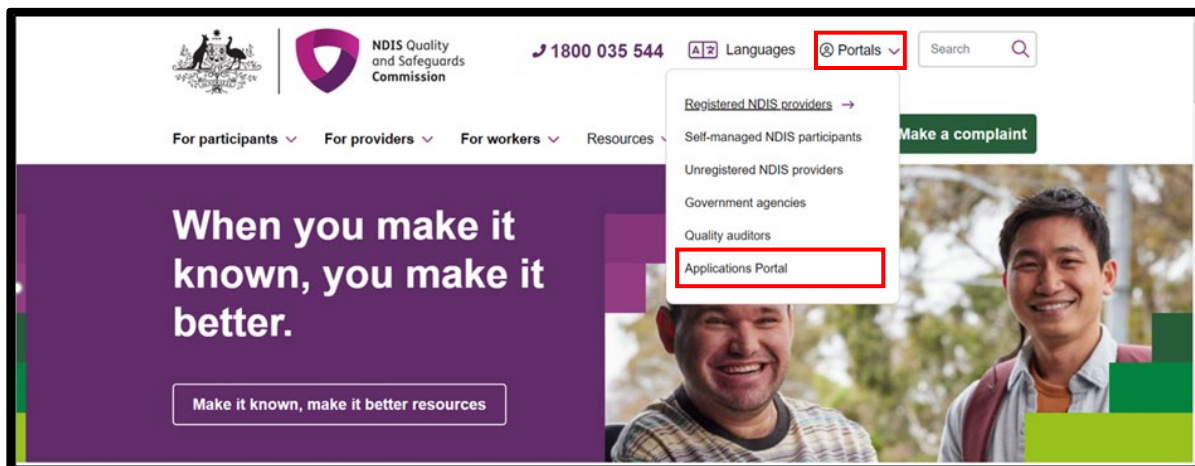 NDIS Quality
and Safeguards
Commission
1800 035 544
Languages
Portals
Search
For participants
For providers
For workers
Resources
Make a complaint
Registered NDIS providers →
Self-managed NDIS participants
Unregistered NDIS providers
Government agencies
Quality auditors
Applications Portal
When you make it
known, you make it
better.
Make it known, make it better resources